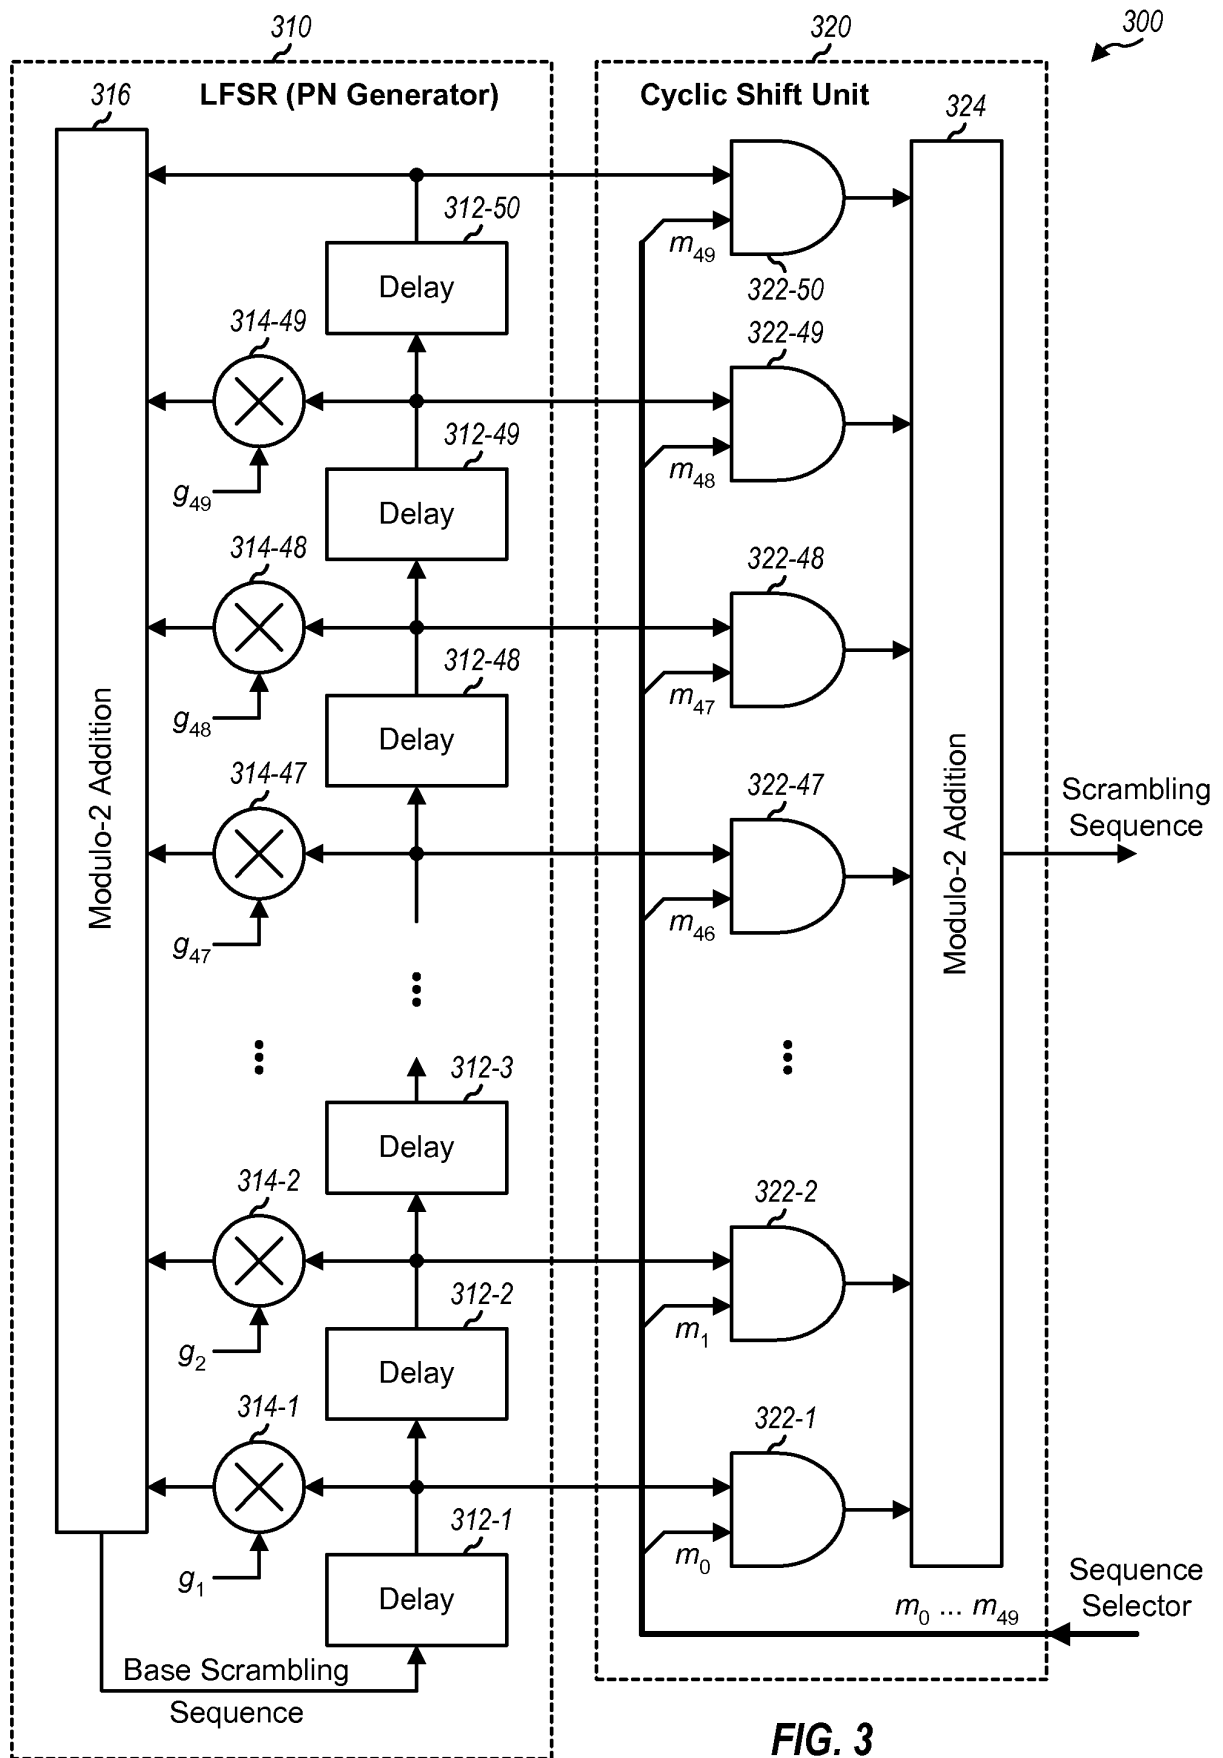 310
320
300
LFSR (PN Generator)
Cyclic Shift Unit
316
324
312-50
m49
Delay
322-50
314-49
322-49
312-49
m48
g49
Delay
314-48
322-48
312-48
m47
g48
Delay
314-47
322-47
Modulo-2 Addition
Modulo-2 Addition
Scrambling
Sequence
m46
g47
...
...
...
312-3
Delay
314-2
322-2
312-2
m1
g2
Delay
314-1
322-1
312-1
m0
g1
Delay
Sequence
Selector
m0 ... m49
Base Scrambling
Sequence
FIG. 3